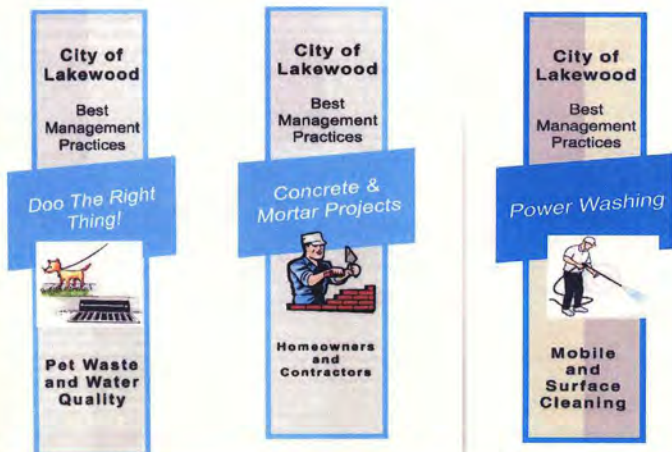 City of
Lakewood
Best
Management
Practices
Doo The Right
Thing!
Pet Waste
and Water
Quality
City of
Lakewood
Best
Management
Practices
Concrete &
Mortar Projects
Homeowners
and
Contractors
City of
Lakewood
Best
Management
Practices
Power Washing
Mobile
and
Surface
Cleaning